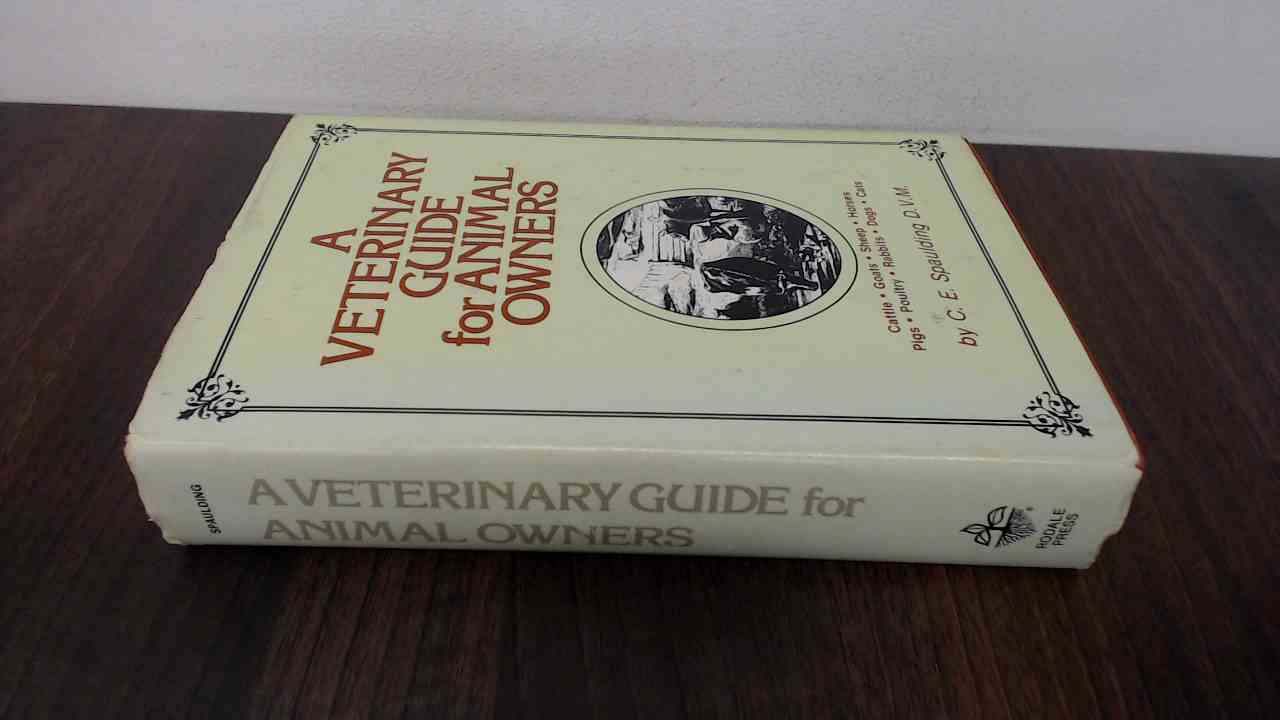 A
VETERINARY
GUIDE
for ANIMAL
OWNERS
Cattle • Goats • Sheep • Horses
Pigs • Poultry • Rabbits • Dogs • Cats
by C. E. Spaulding D.V.M.
SPAULDING
A VETERINARY GUIDE for
ANIMAL OWNERS
RODALE
PRESS